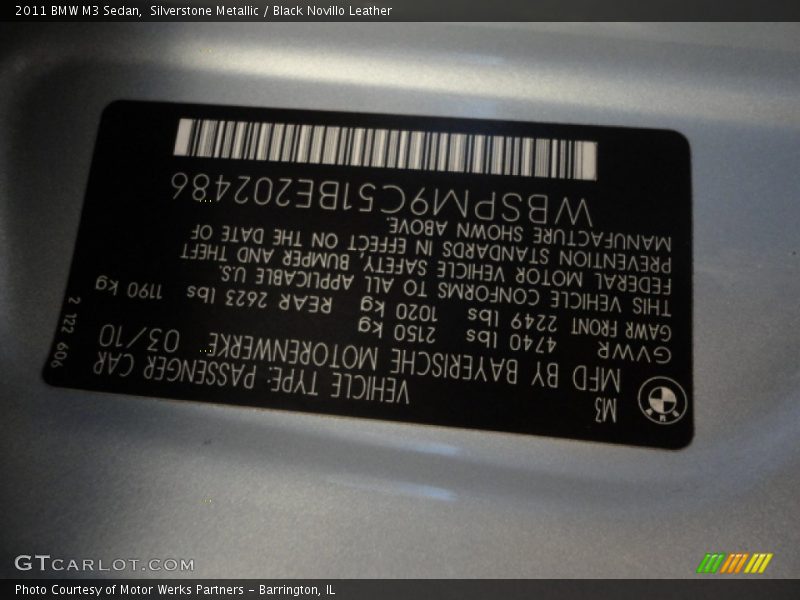 2011 BMW M3 Sedan, Silverstone Metallic / Black Novillo Leather
M3 VEHICLE TYPE: PASSENGER CAR
MFD BY BAYERISCHE MOTORENWERKE 03/10
GVWR 4740 lbs 2150 kg
GAWR FRONT 2249 lbs 1020 kg REAR 2623 lbs 1190 kg
THIS VEHICLE CONFORMS TO ALL APPLICABLE U.S.
FEDERAL MOTOR VEHICLE SAFETY, BUMPER AND THEFT
PREVENTION STANDARDS IN EFFECT ON THE DATE OF
MANUFACTURE SHOWN ABOVE.
WBSPM9C51BE202486
2 122 606
BMW
GTCARLOT.COM
Photo Courtesy of Motor Werks Partners - Barrington, IL